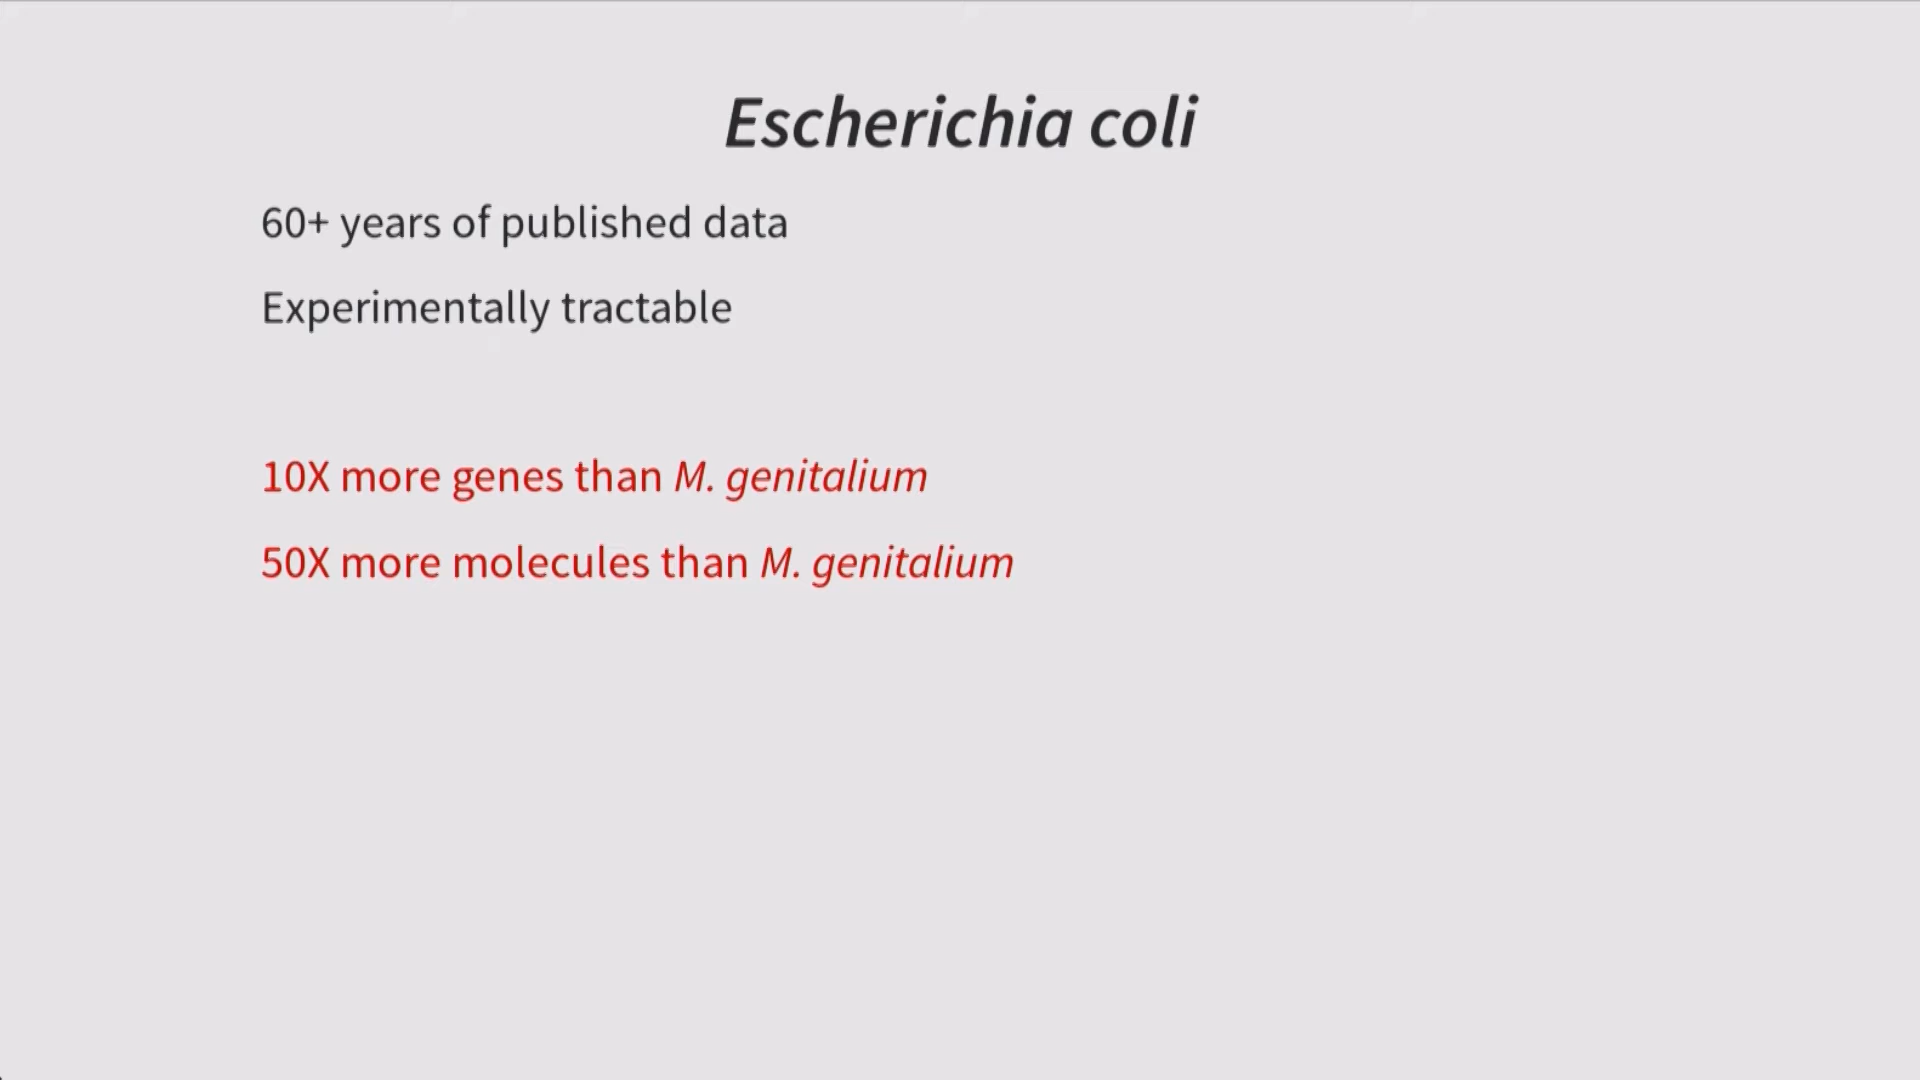 Escherichia coli
60+ years of published data
Experimentally tractable
10X more genes than M. genitalium
50X more molecules than M. genitalium